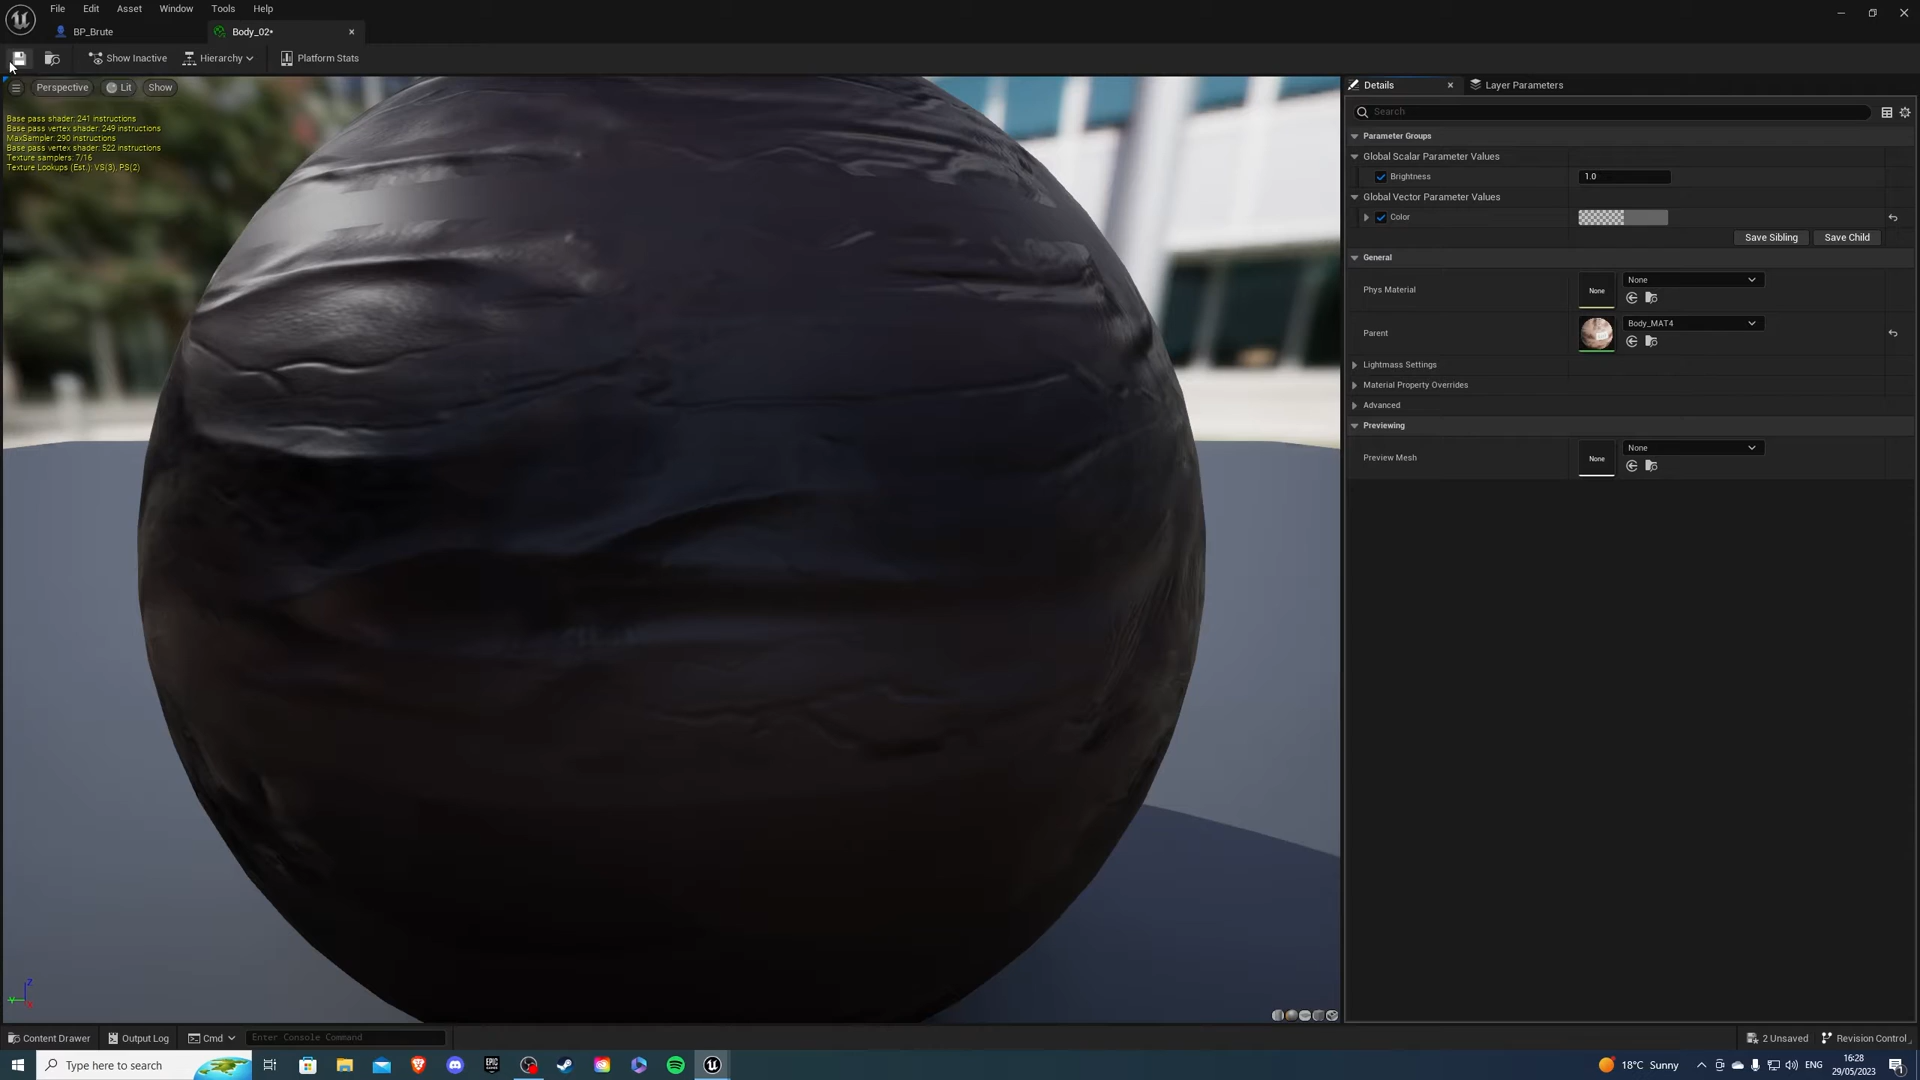 File Edit Asset Window Tools Help
BP_Brute
Body_02*
Show Inactive
Hierarchy
Platform Stats
Perspective
Lit
Show
Base pass shader: 241 instructions
Base pass vertex shader: 249 instructions
MaxSampler: 290 instructions
Base pass vertex shader: 522 instructions
Texture samplers: 7/16
Texture Lookups (Est.): VS(3), PS(2)
Details
Layer Parameters
Search
Parameter Groups
Global Scalar Parameter Values
Brightness 1.0
Global Vector Parameter Values
Color
Save Sibling
Save Child
General
Phys Material
None
None
Parent
Body_MAT4
Lightmass Settings
Material Property Overrides
Advanced
Previewing
Preview Mesh
None
None
Z
Y
X
Content Drawer
Output Log
Cmd
Enter Console Command
2 Unsaved
Revision Control
Type here to search
EPIC
GAMES
18°C Sunny
ENG
16:28
29/05/2023
1